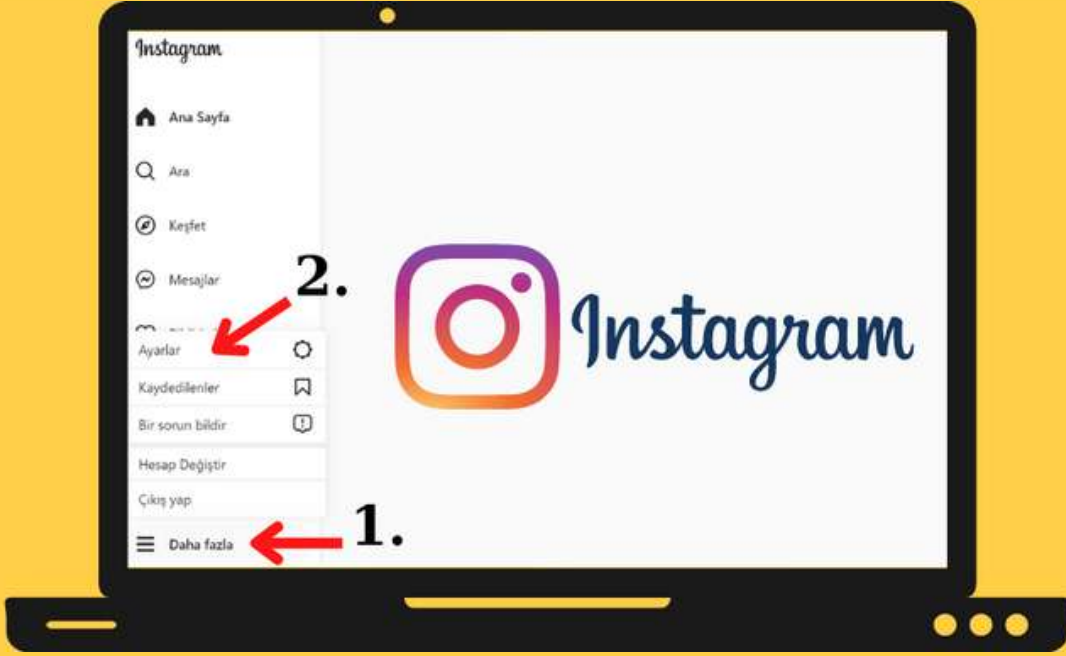 Instagram
Ana Sayfa
Ara
Keşfet
Mesajlar
2.
Ayarlar
Kaydedilenler
Bir sorun bildir
Hesap Değiştir
Çıkış yap
Daha fazla
1.
Instagram